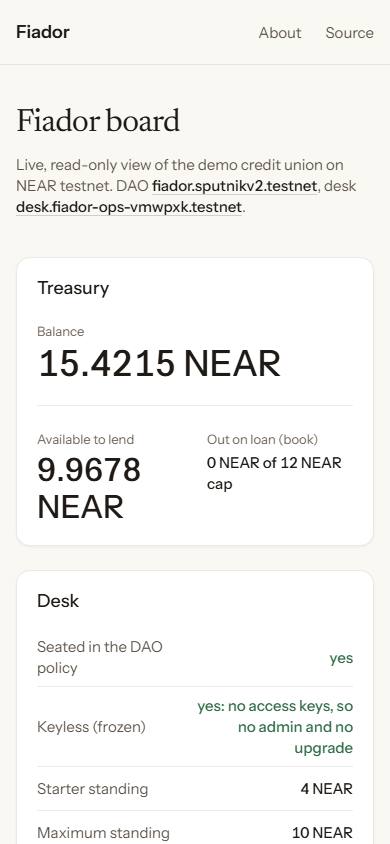 Fiador
About
Source
Fiador board
Live, read-only view of the demo credit union on
NEAR testnet. DAO fiador.sputnikv2.testnet, desk
desk.fiador-ops-vmwpxk.testnet.
Treasury
Balance
15.4215 NEAR
Available to lend
9.9678
NEAR
Out on loan (book)
0 NEAR of 12 NEAR
cap
Desk
Seated in the DAO
policy
yes
Keyless (frozen)
yes: no access keys, so
no admin and no
upgrade
Starter standing
4 NEAR
Maximum standing
10 NEAR